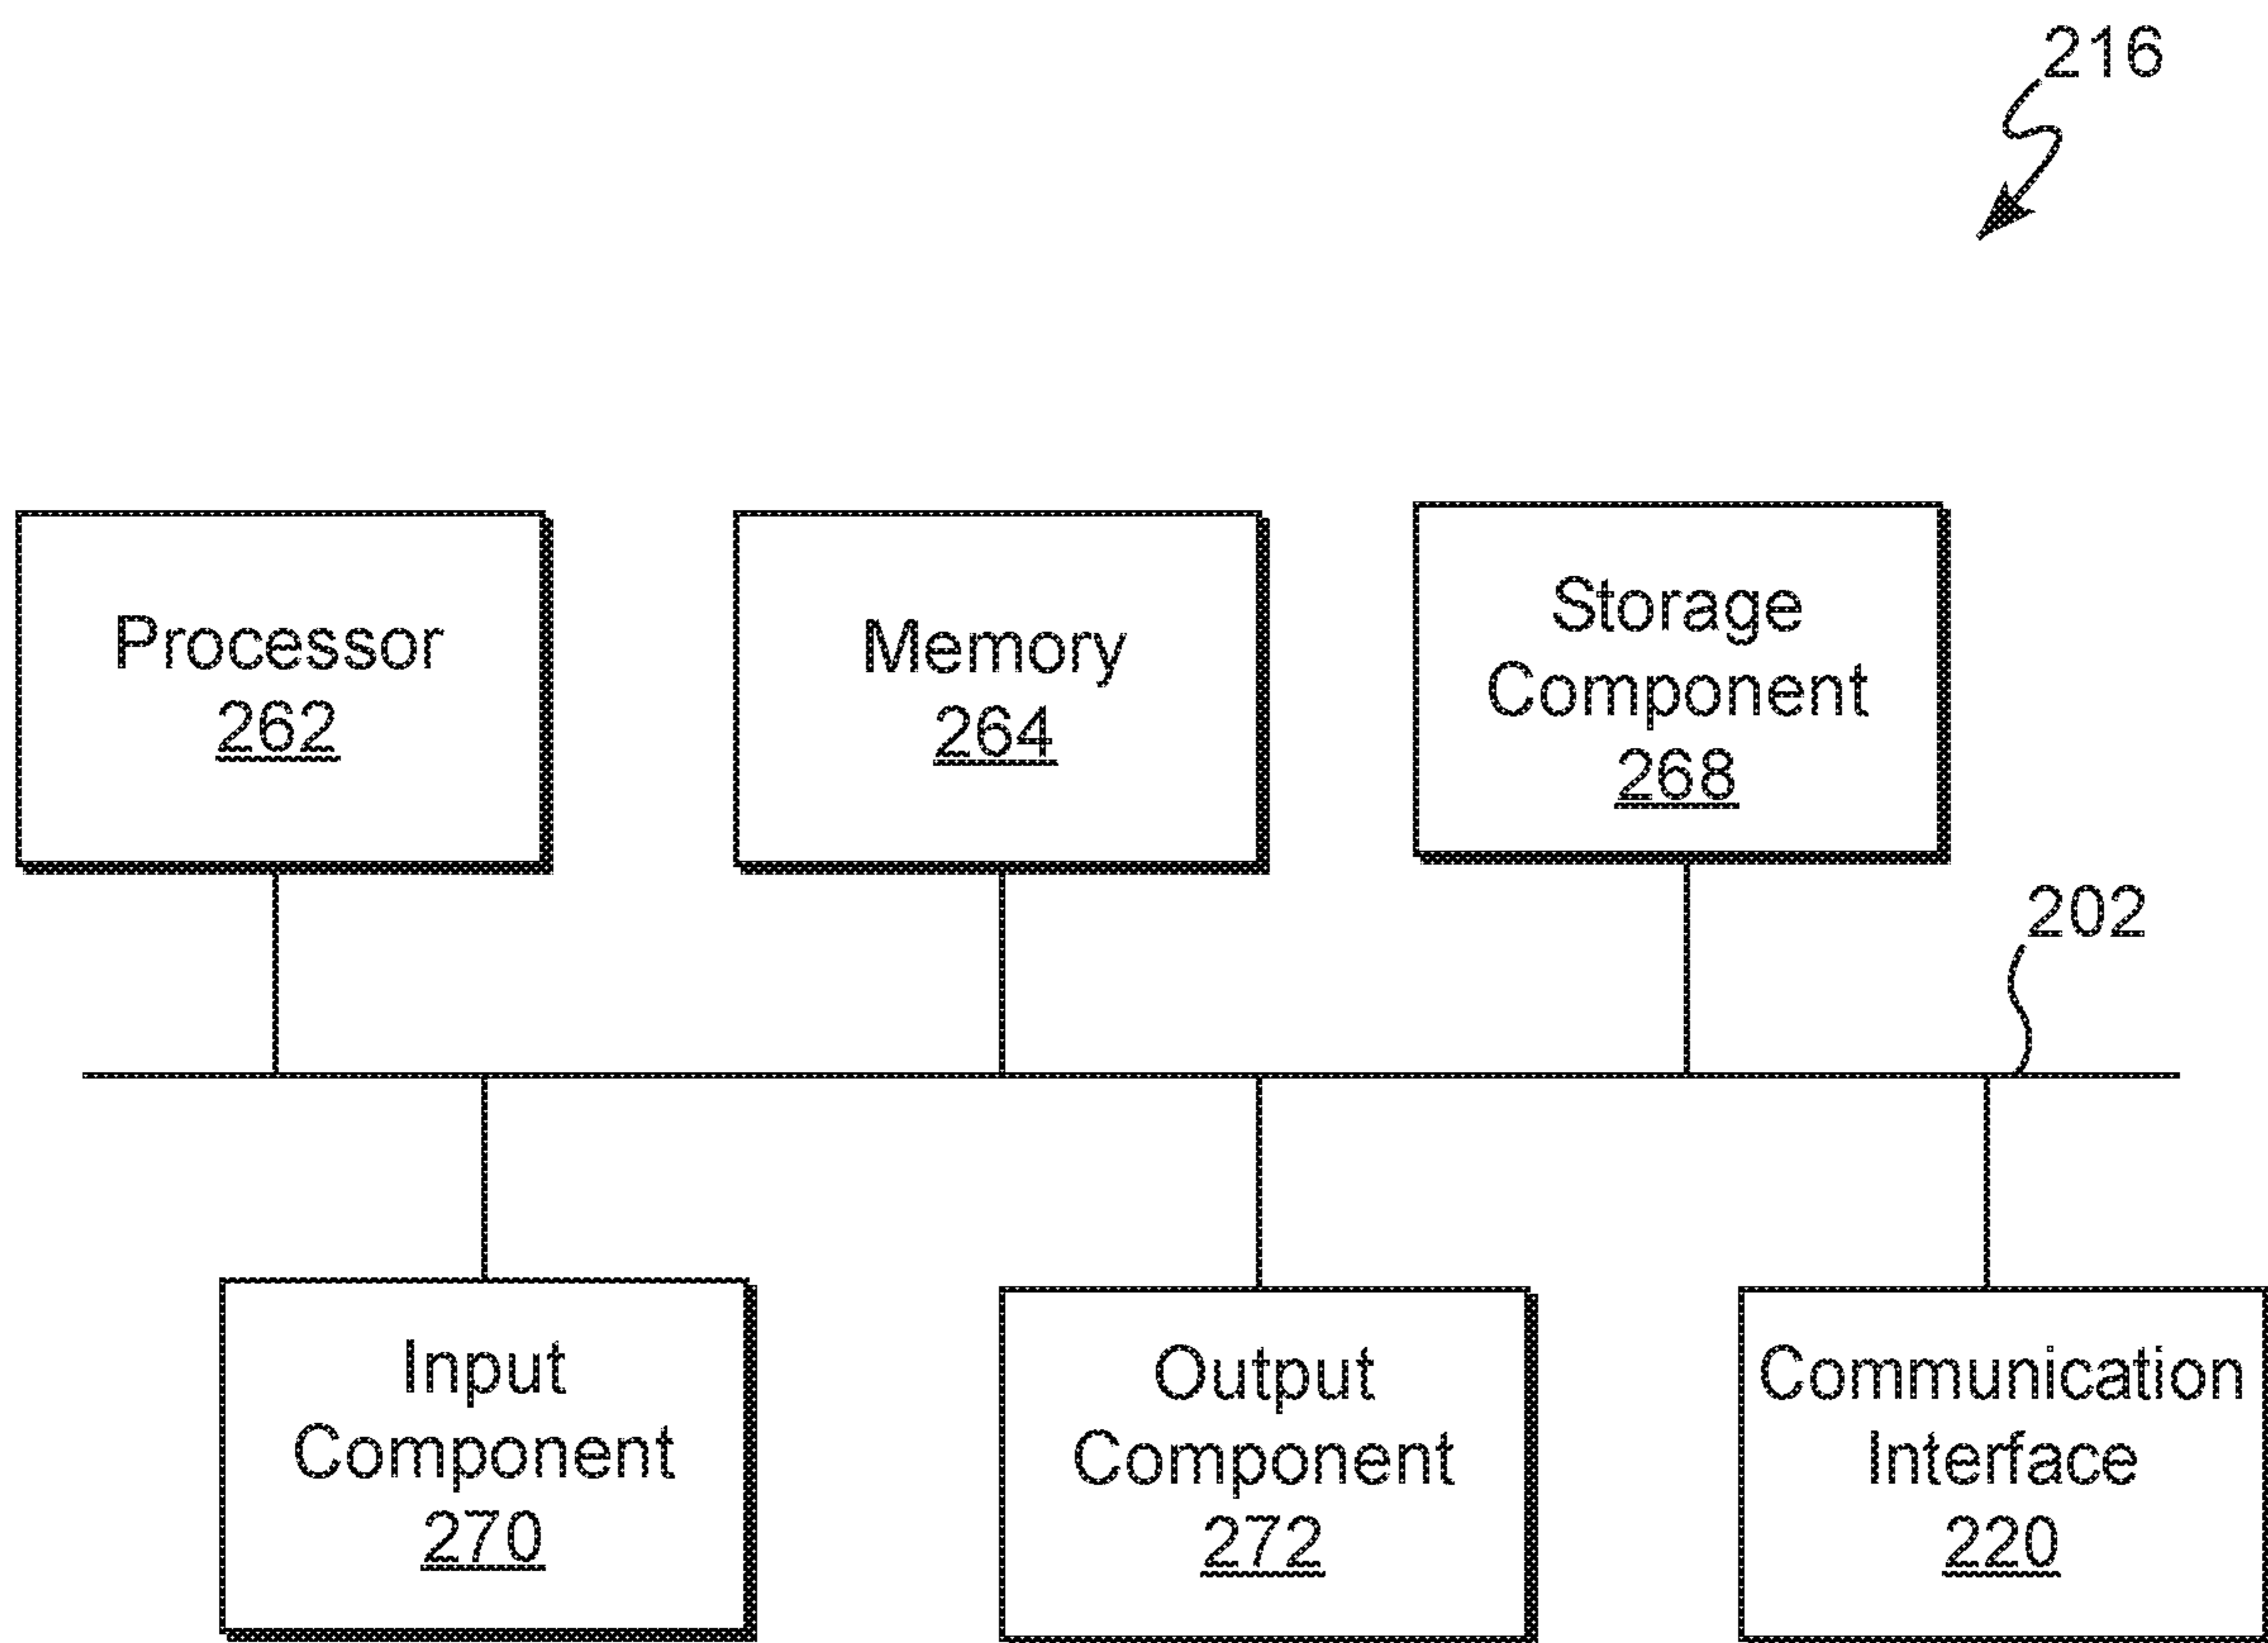 216
Processor
262
Memory
264
Storage
Component
268
202
Input
Component
270
Output
Component
272
Communication
Interface
220